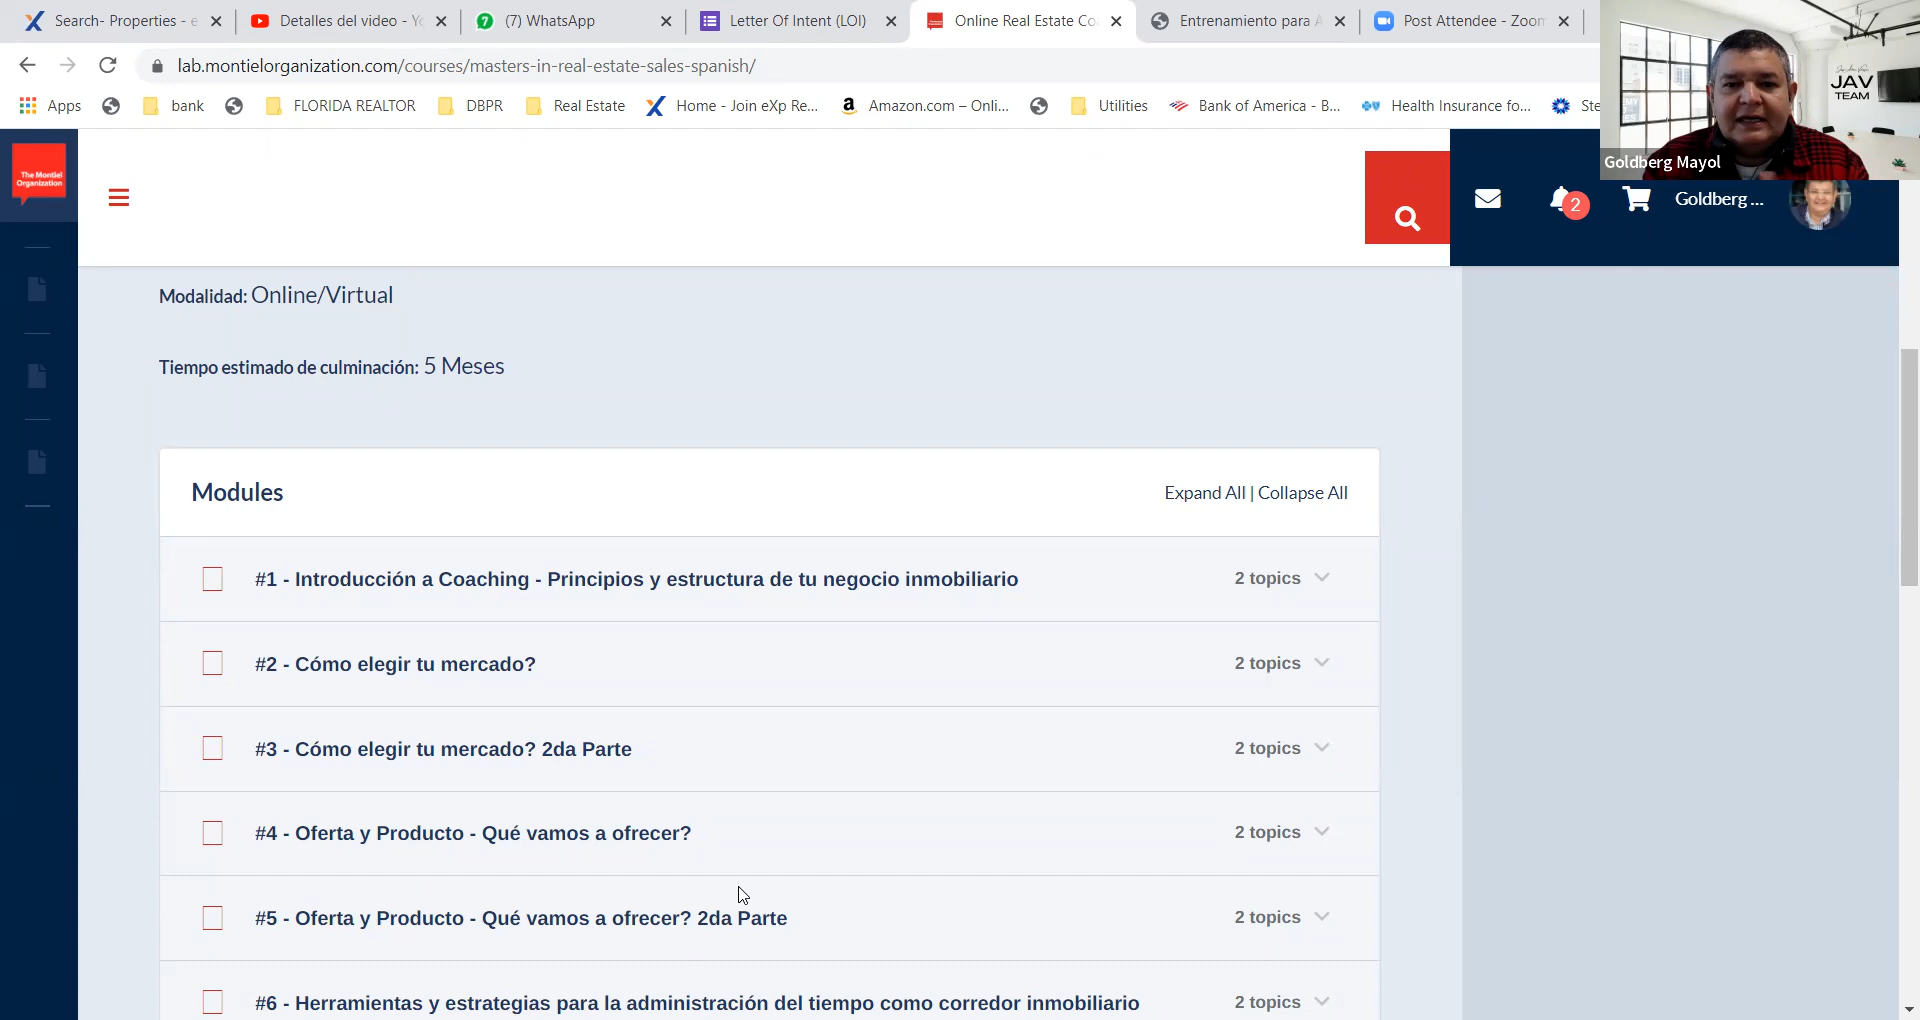 Search- Properties - e
Detalles del video - Yo
(7) WhatsApp
Letter Of Intent (LOI)
Online Real Estate Co
Entrenamiento para A
Post Attendee - Zoom
lab.montielorganization.com/courses/masters-in-real-estate-sales-spanish/
Apps
bank
FLORIDA REALTOR
DBPR
Real Estate
Home - Join eXp Re...
Amazon.com – Onli...
Utilities
Bank of America - B...
Health Insurance fo...
Ste
JAV
TEAM
Goldberg Mayol
The Montiel
Organization
2
Goldberg ...
Modalidad: Online/Virtual
Tiempo estimado de culminación: 5 Meses
Modules
Expand All | Collapse All
#1 - Introducción a Coaching - Principios y estructura de tu negocio inmobiliario
2 topics
#2 - Cómo elegir tu mercado?
2 topics
#3 - Cómo elegir tu mercado? 2da Parte
2 topics
#4 - Oferta y Producto - Qué vamos a ofrecer?
2 topics
#5 - Oferta y Producto - Qué vamos a ofrecer? 2da Parte
2 topics
#6 - Herramientas y estrategias para la administración del tiempo como corredor inmobiliario
2 topics